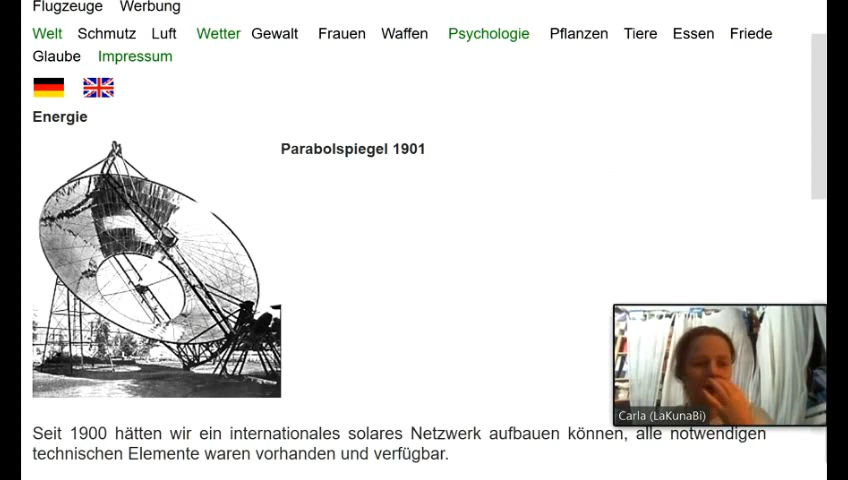 Flugzeuge Werbung
Welt Schmutz Luft Wetter Gewalt Frauen Waffen Psychologie Pflanzen Tiere Essen Friede
Glaube Impressum
Energie
Parabolspiegel 1901
Carla (LaKunaBi)
Seit 1900 hätten wir ein internationales solares Netzwerk aufbauen können, alle notwendigen
technischen Elemente waren vorhanden und verfügbar.